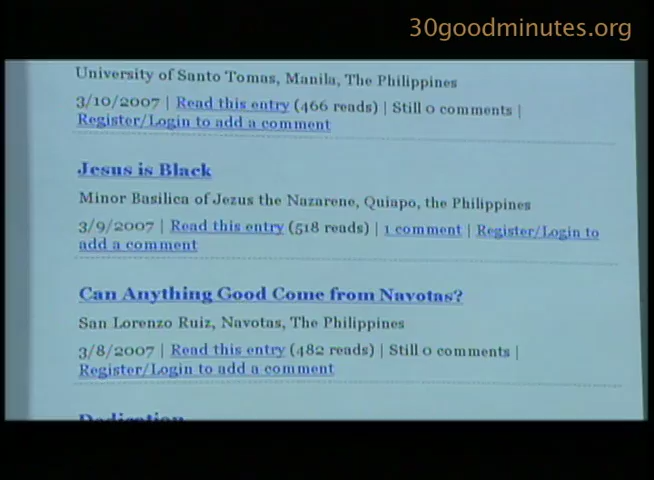 30goodminutes.org
University of Santo Tomas, Manila, The Philippines
3/10/2007 | Read this entry (466 reads) | Still 0 comments |
Register/Login to add a comment
Jesus is Black
Minor Basilica of Jezus the Nazarene, Quiapo, the Philippines
3/9/2007 | Read this entry (518 reads) | 1 comment | Register/Login to
add a comment
Can Anything Good Come from Navotas?
San Lorenzo Ruiz, Navotas, The Philippines
3/8/2007 | Read this entry (482 reads) | Still 0 comments |
Register/Login to add a comment
Dedication